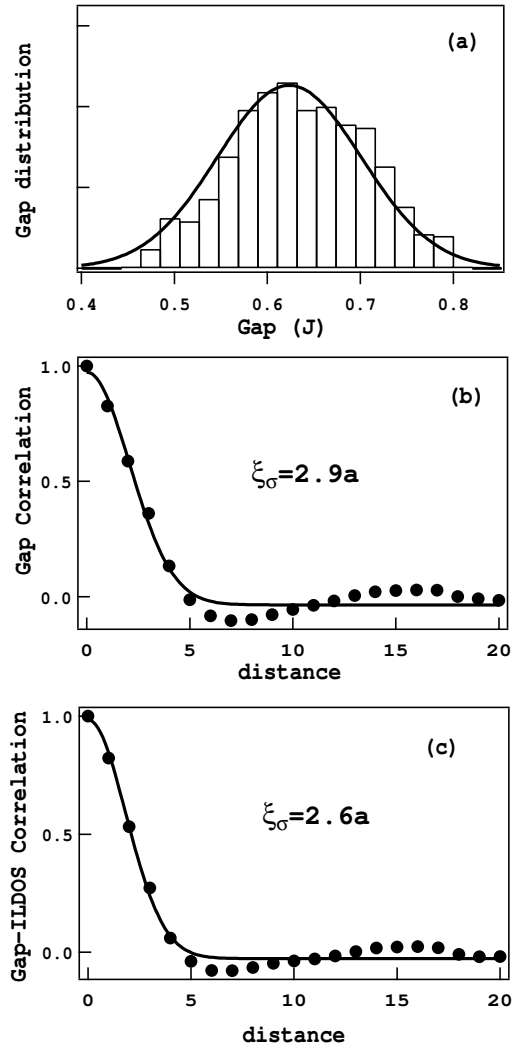 (a)
Gap distribution
0.4 0.5 0.6 0.7 0.8
Gap (J)
1.0
(b)
Gap Correlation
0.5
ξσ=2.9a
0.0
0 5 10 15 20
distance
1.0
(c)
Gap-ILDOS Correlation
0.5
ξσ=2.6a
0.0
0 5 10 15 20
distance